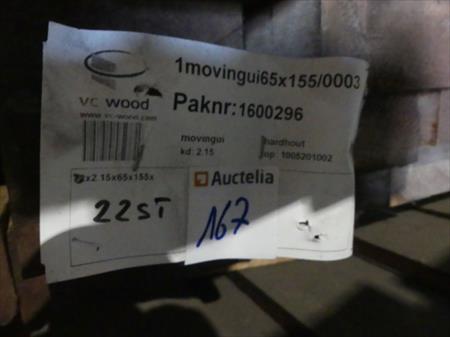 1movingui65x155/0003
vc wood
www.vc-wood.com
Paknr:1600296
movingui
kd: 2.15
hardhout
op: 1005201002
x2.15x65x155x
Auctelia
22ST
167